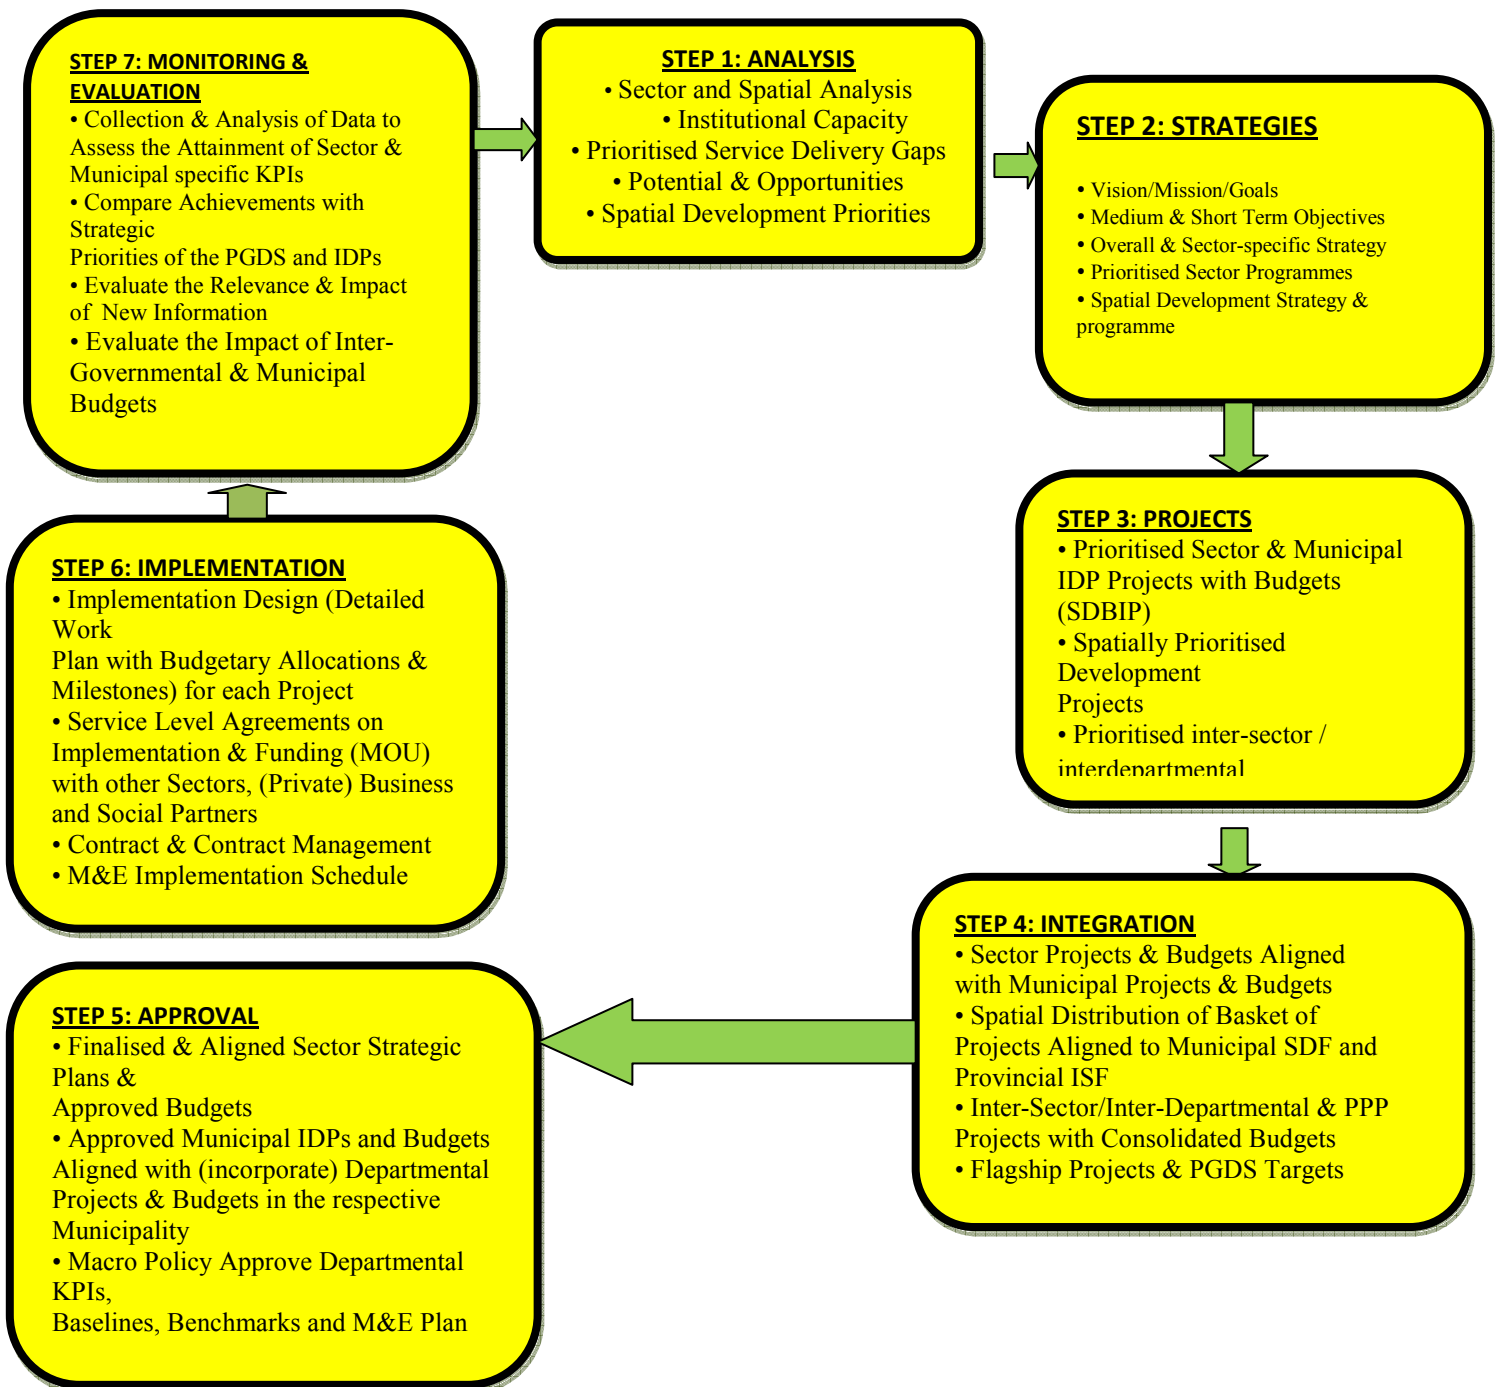 STEP 1: ANALYSIS
• Sector and Spatial Analysis
• Institutional Capacity
• Prioritised Service Delivery Gaps
• Potential & Opportunities
• Spatial Development Priorities
STEP 2: STRATEGIES
• Vision/Mission/Goals
• Medium & Short Term Objectives
• Overall & Sector-specific Strategy
• Prioritised Sector Programmes
• Spatial Development Strategy &
programme
STEP 3: PROJECTS
• Prioritised Sector & Municipal
IDP Projects with Budgets
(SDBIP)
• Spatially Prioritised
Development
Projects
• Prioritised inter-sector /
interdepartmental
STEP 4: INTEGRATION
• Sector Projects & Budgets Aligned
with Municipal Projects & Budgets
• Spatial Distribution of Basket of
Projects Aligned to Municipal SDF and
Provincial ISF
• Inter-Sector/Inter-Departmental & PPP
Projects with Consolidated Budgets
• Flagship Projects & PGDS Targets
STEP 5: APPROVAL
• Finalised & Aligned Sector Strategic
Plans &
Approved Budgets
• Approved Municipal IDPs and Budgets
Aligned with (incorporate) Departmental
Projects & Budgets in the respective
Municipality
• Macro Policy Approve Departmental
KPIs,
Baselines, Benchmarks and M&E Plan
STEP 6: IMPLEMENTATION
• Implementation Design (Detailed
Work
Plan with Budgetary Allocations &
Milestones) for each Project
• Service Level Agreements on
Implementation & Funding (MOU)
with other Sectors, (Private) Business
and Social Partners
• Contract & Contract Management
• M&E Implementation Schedule
STEP 7: MONITORING &
EVALUATION
• Collection & Analysis of Data to
Assess the Attainment of Sector &
Municipal specific KPIs
• Compare Achievements with
Strategic
Priorities of the PGDS and IDPs
• Evaluate the Relevance & Impact
of New Information
• Evaluate the Impact of Inter-
Governmental & Municipal
Budgets